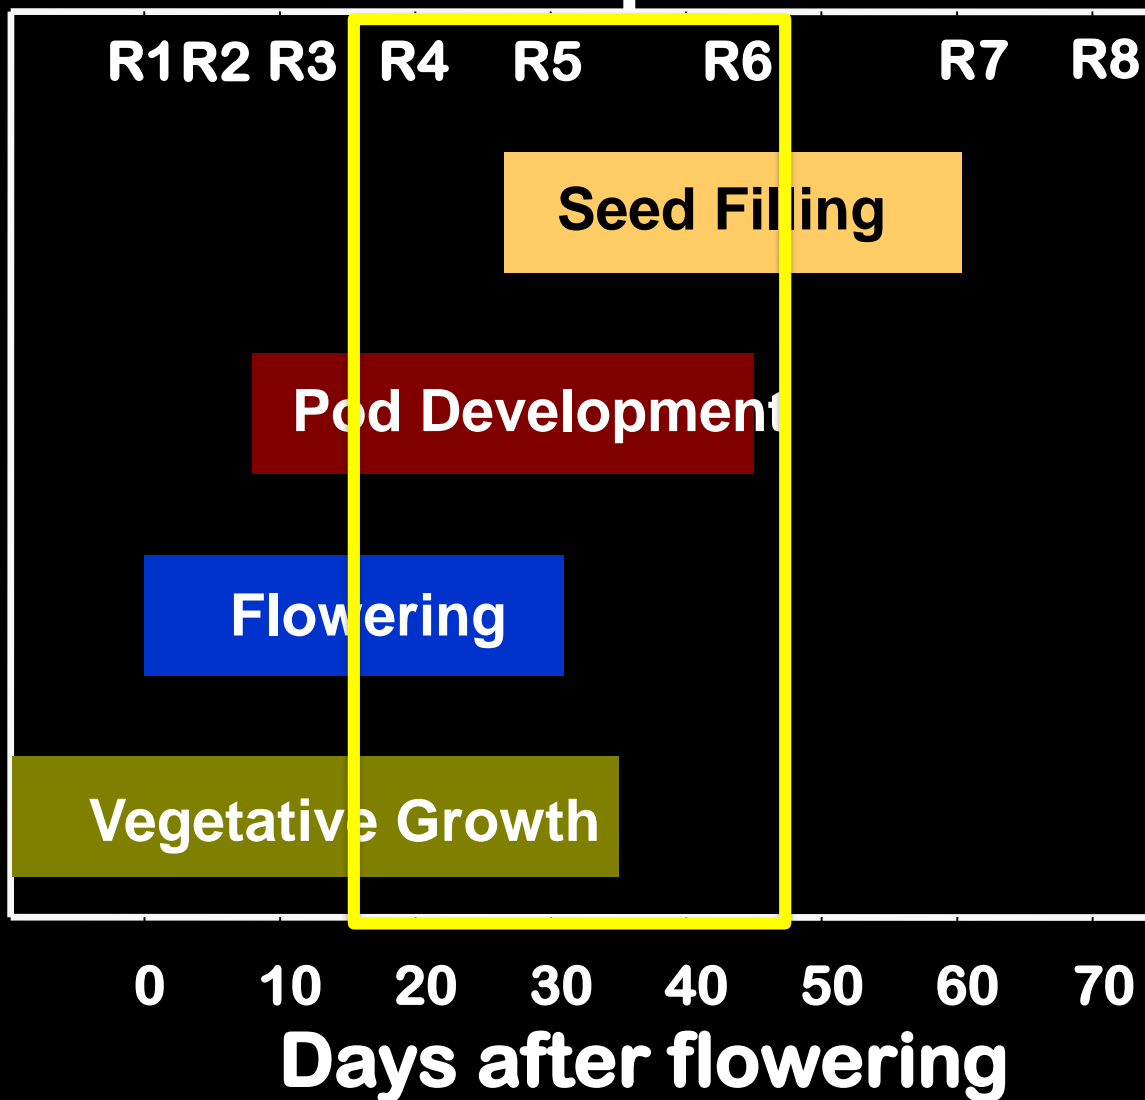 R1 R2 R3 R4 R5 R6 R7 R8
Seed Filling
Pod Development
Flowering
Vegetative Growth
0 10 20 30 40 50 60 70
Days after flowering